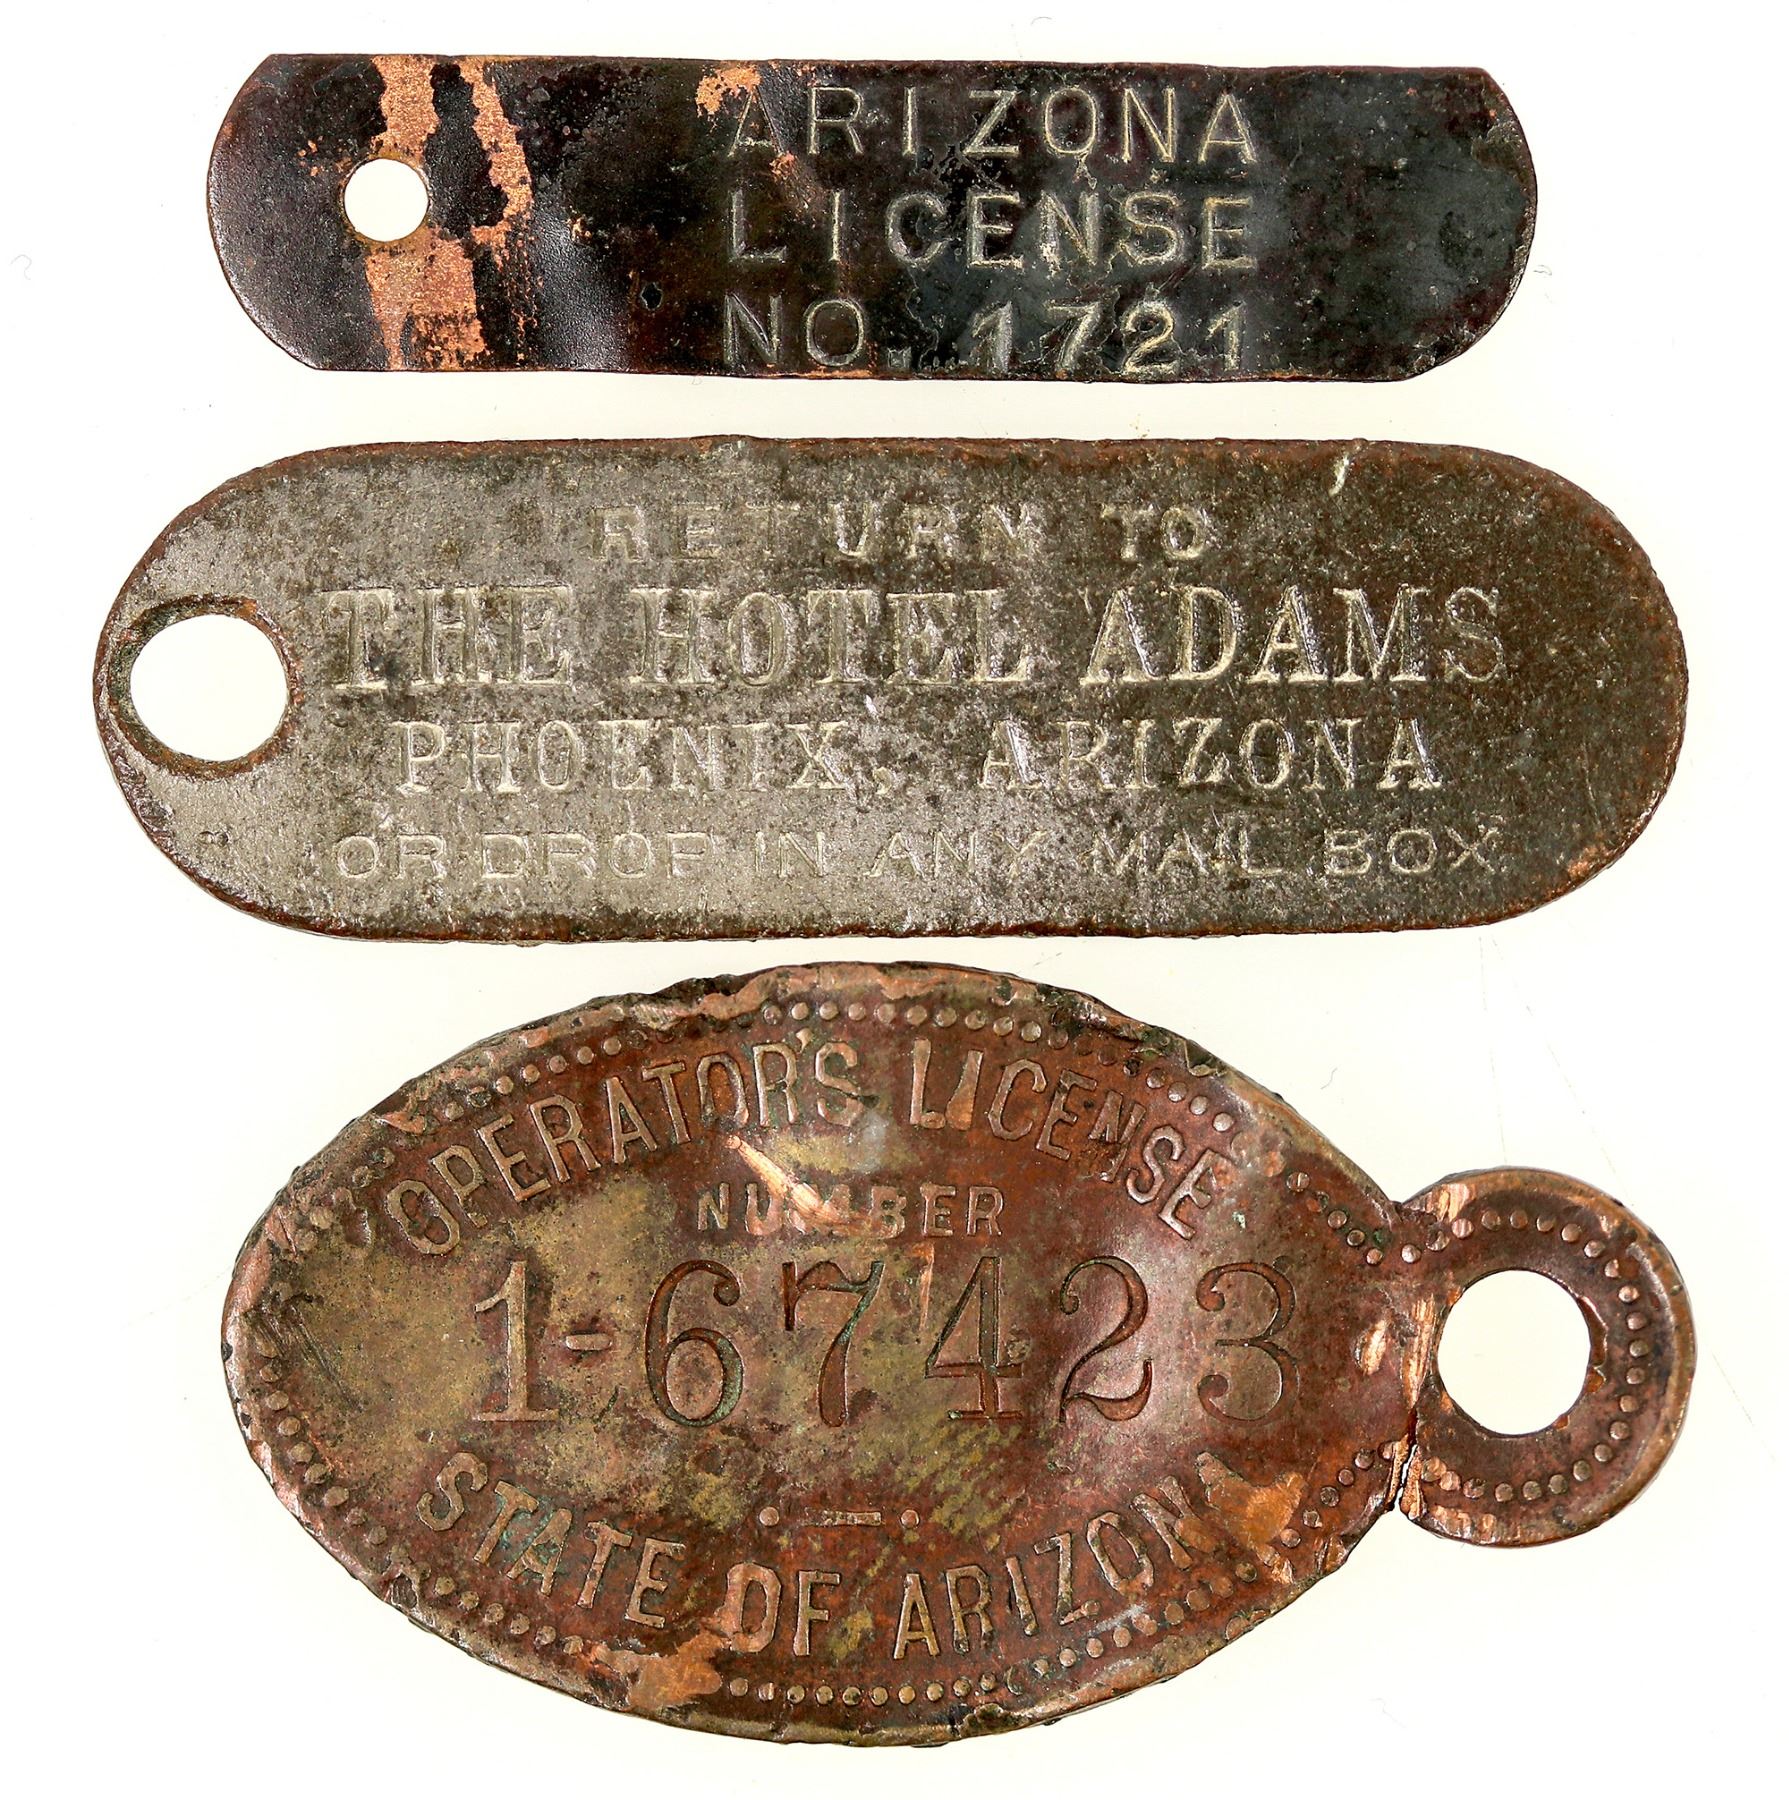 ARIZONA
LICENSE
NO. 1721
RETURN TO
THE HOTEL ADAMS
PHOENIX, ARIZONA
OR DROP IN ANY MAIL BOX
OPERATOR'S LICENSE
NUMBER
1-67423
STATE OF ARIZONA